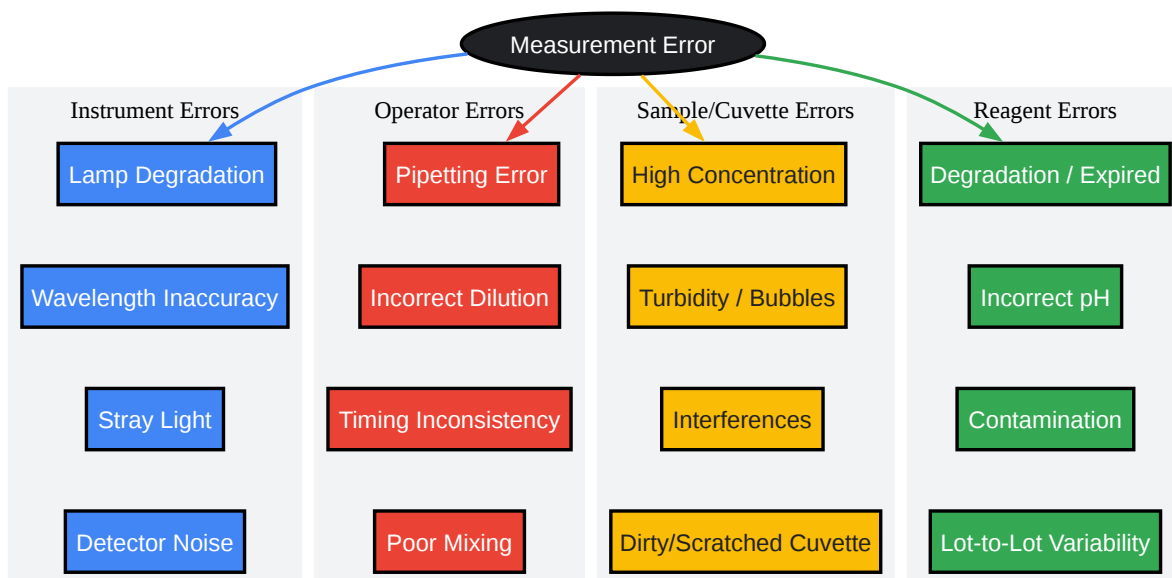 Measurement Error
Instrument Errors
Lamp Degradation
Wavelength Inaccuracy
Stray Light
Detector Noise
Operator Errors
Pipetting Error
Incorrect Dilution
Timing Inconsistency
Poor Mixing
Sample/Cuvette Errors
High Concentration
Turbidity / Bubbles
Interferences
Dirty/Scratched Cuvette
Reagent Errors
Degradation / Expired
Incorrect pH
Contamination
Lot-to-Lot Variability